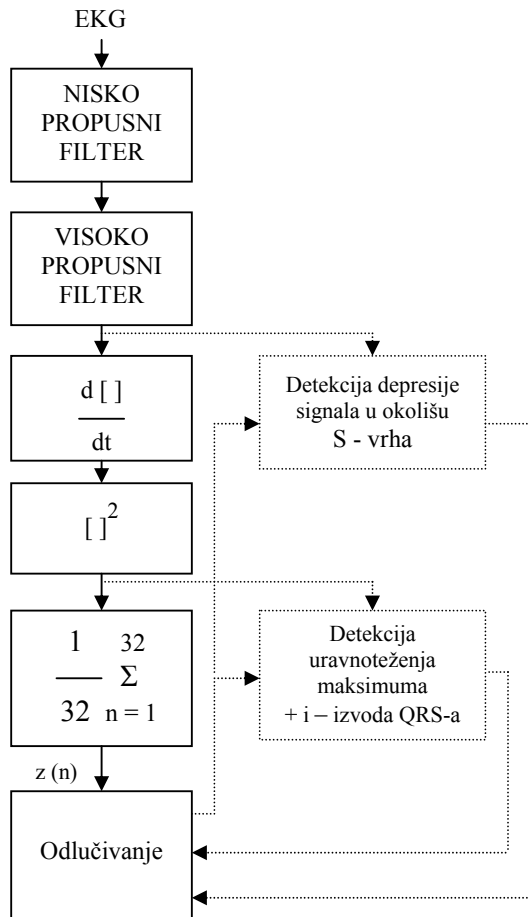 EKG
NISKO
PROPUSNI
FILTER
VISOKO
PROPUSNI
FILTER
d [ ]
dt
Detekcija depresije
signala u okolišu
S - vrha
[ ]²
1
32
32
Σ
n = 1
Detekcija
uravnoteženja
maksimuma
+ i – izvoda QRS-a
z (n)
Odlučivanje